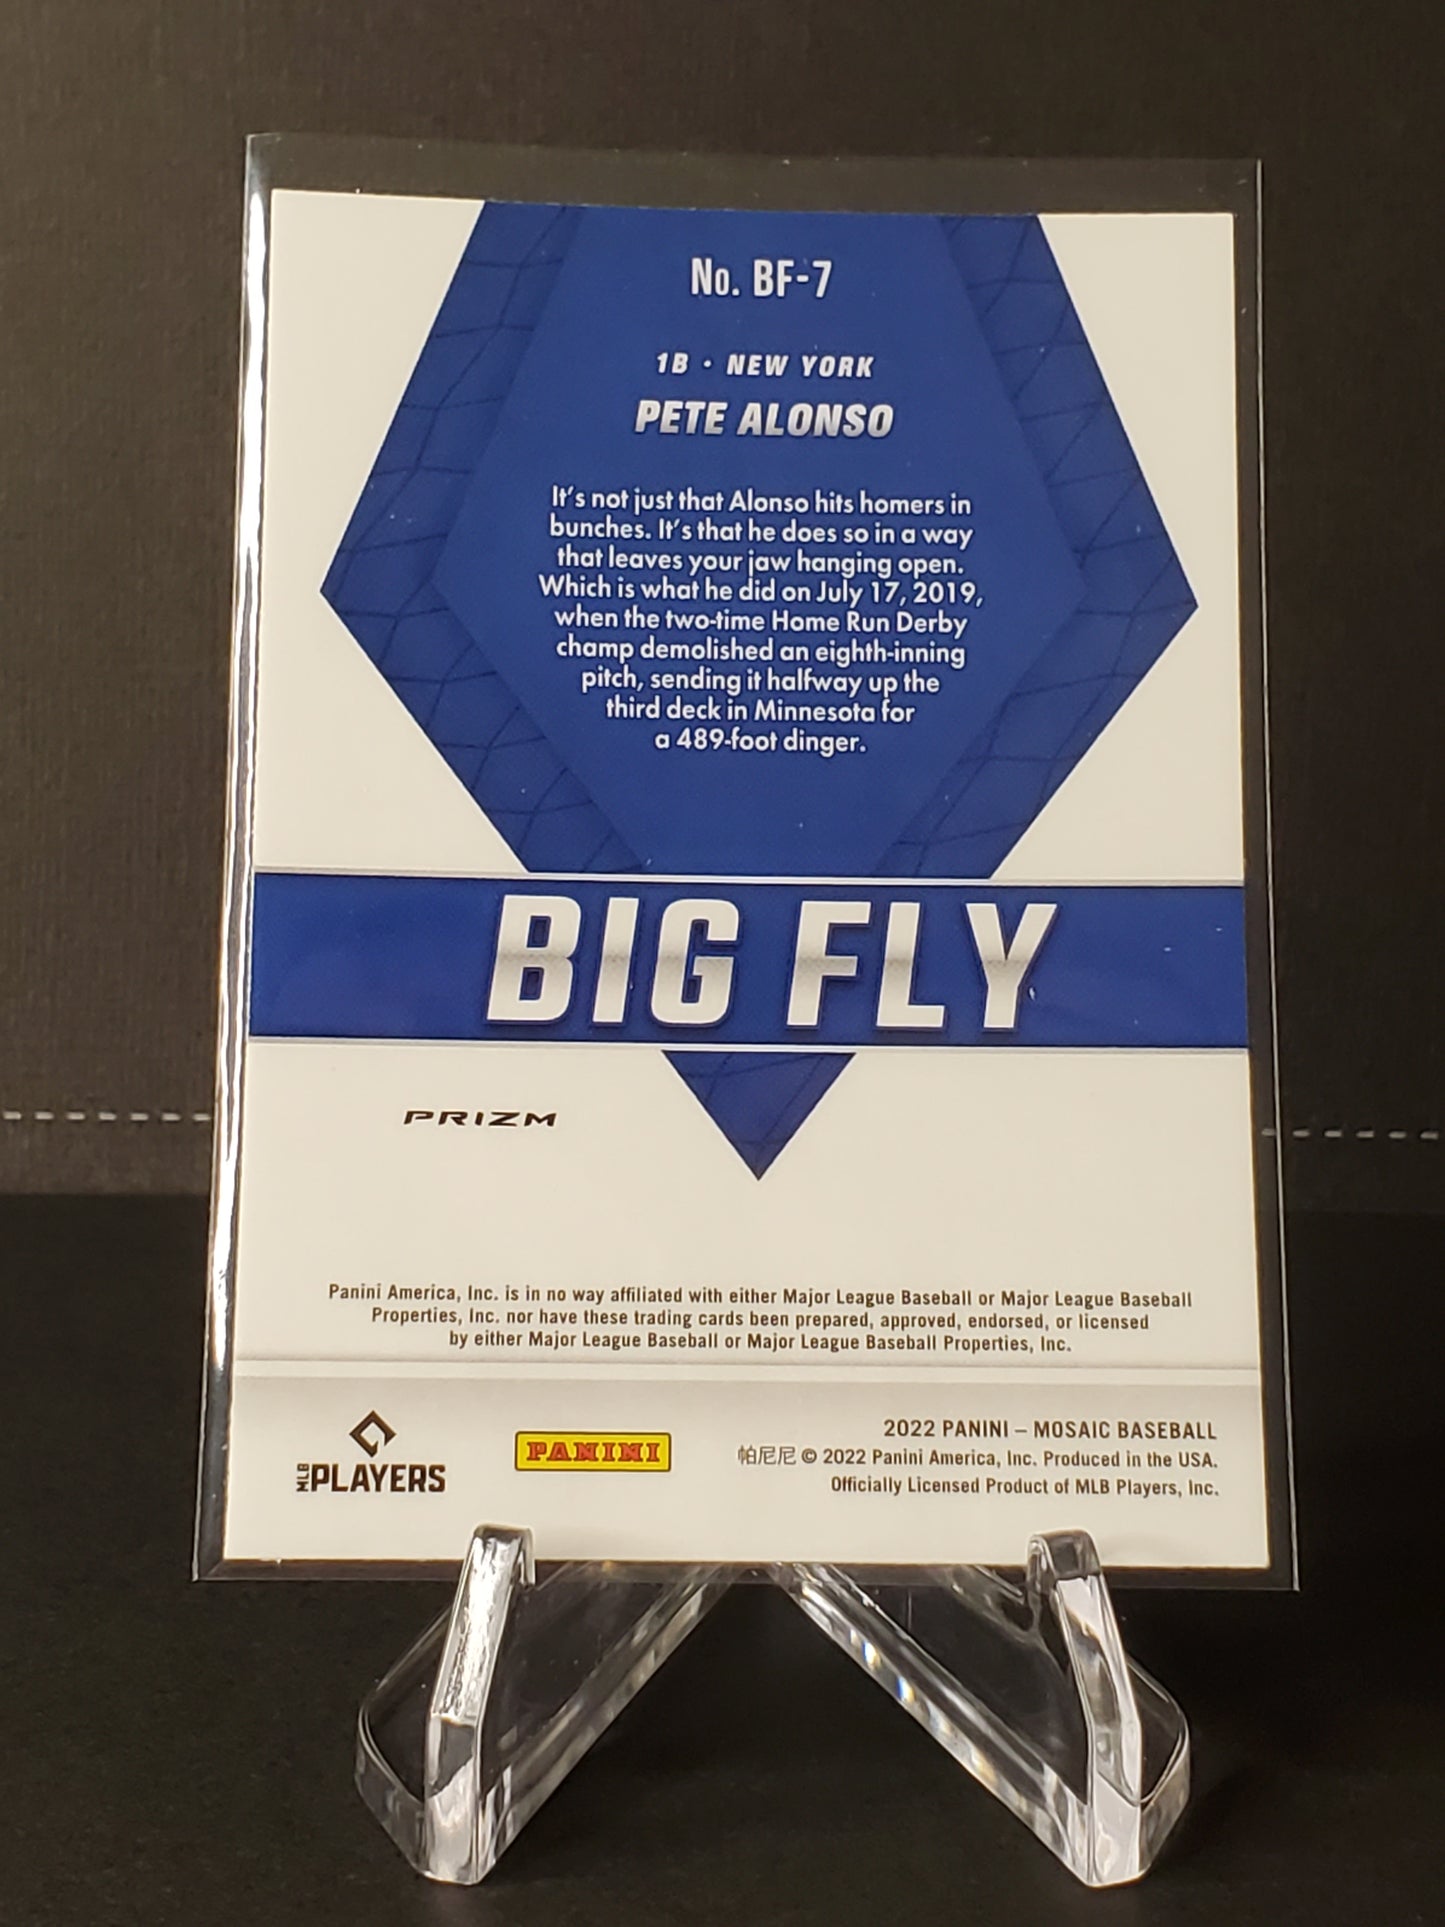 No. BF-7
1B • NEW YORK
PETE ALONSO
It's not just that Alonso hits homers in
bunches. It's that he does so in a way
that leaves your jaw hanging open.
Which is what he did on July 17, 2019,
when the two-time Home Run Derby
champ demolished an eighth-inning
pitch, sending it halfway up the
third deck in Minnesota for
a 489-foot dinger.
BIG FLY
PRIZM
Panini America, Inc. is in no way affiliated with either Major League Baseball or Major League Baseball
Properties, Inc. nor have these trading cards been prepared, approved, endorsed, or licensed
by either Major League Baseball or Major League Baseball Properties, Inc.
MLB PLAYERS
PANINI
2022 PANINI – MOSAIC BASEBALL
帕尼尼 © 2022 Panini America, Inc. Produced in the USA.
Officially Licensed Product of MLB Players, Inc.